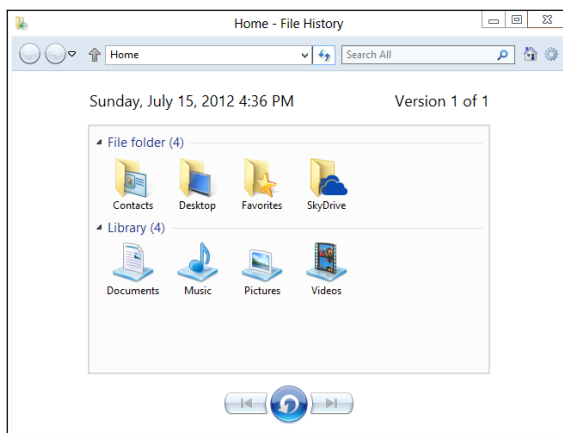 Home - File History
Home
Search All
Sunday, July 15, 2012 4:36 PM Version 1 of 1
File folder (4)
Contacts Desktop Favorites SkyDrive
Library (4)
Documents Music Pictures Videos